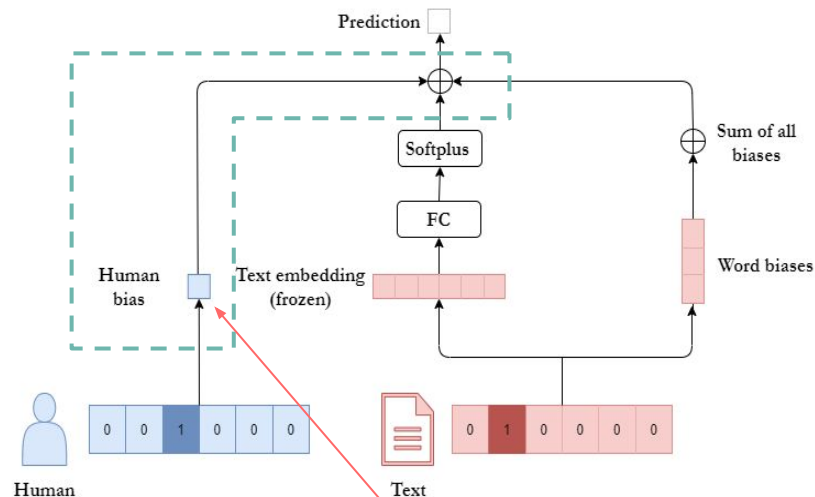 Prediction
Softplus
Sum of all
biases
FC
Human
bias
Text embedding
(frozen)
Word biases
0 0 1 0 0 0
0 1 0 0 0 0
Human
Text